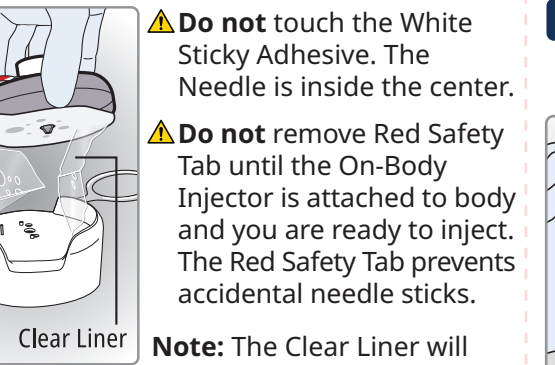 Do not touch the White
Sticky Adhesive. The
Needle is inside the center.
Do not remove Red Safety
Tab until the On-Body
Injector is attached to body
and you are ready to inject.
The Red Safety Tab prevents
accidental needle sticks.
Clear Liner
Note: The Clear Liner will